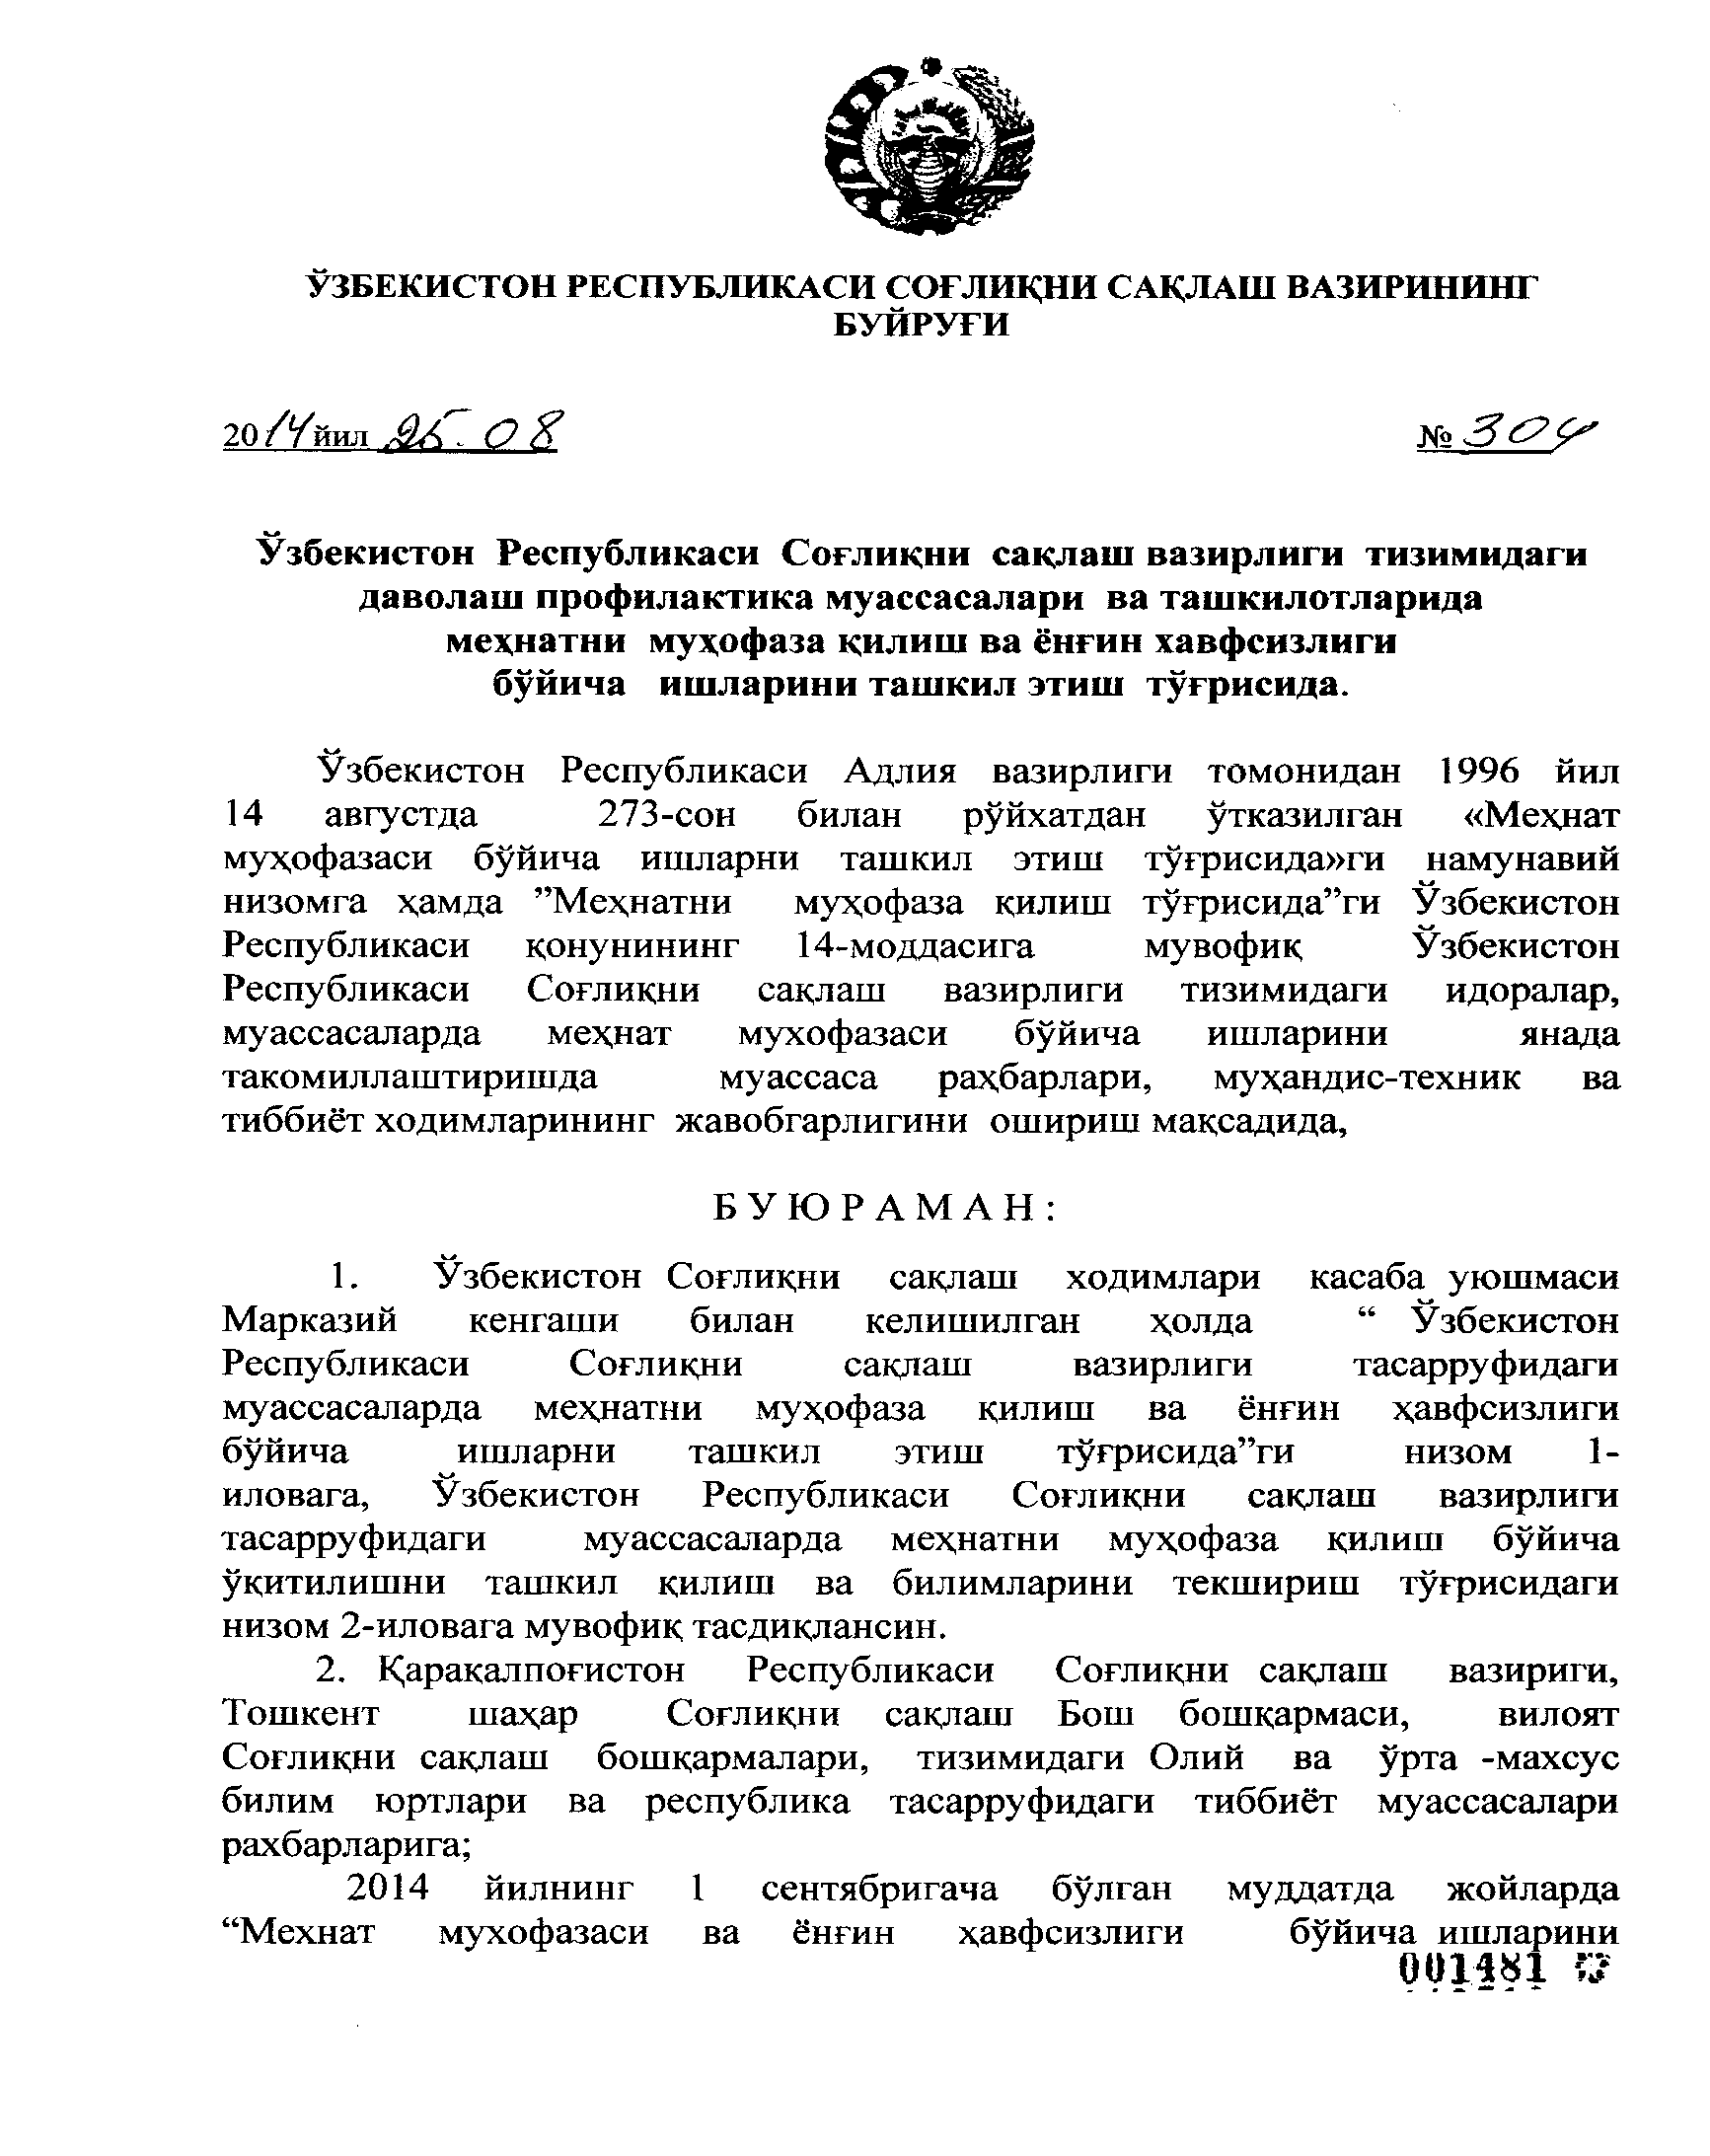 ЎЗБЕКИСТОН РЕСПУБЛИКАСИ СОҒЛИҚНИ САҚЛАШ ВАЗИРИНИНГ
БУЙРУҒИ
2014 йил 25.08 № 304
Ўзбекистон Республикаси Соғлиқни сақлаш вазирлиги тизимидаги
даволаш профилактика муассасалари ва ташкилотларида
меҳнатни муҳофаза қилиш ва ёнғин хавфсизлиги
бўйича ишларини ташкил этиш тўғрисида.
Ўзбекистон Республикаси Адлия вазирлиги томонидан 1996 йил
14 августда 273-сон билан рўйхатдан ўтказилган «Меҳнат
муҳофазаси бўйича ишларни ташкил этиш тўғрисида»ги намунавий
низомга ҳамда ”Меҳнатни муҳофаза қилиш тўғрисида”ги Ўзбекистон
Республикаси қонунининг 14-моддасига мувофиқ Ўзбекистон
Республикаси Соғлиқни сақлаш вазирлиги тизимидаги идоралар,
муассасаларда меҳнат мухофазаси бўйича ишларини янада
такомиллаштиришда муассаса раҳбарлари, муҳандис-техник ва
тиббиёт ходимларининг жавобгарлигини ошириш мақсадида,
Б У Ю Р А М А Н :
1. Ўзбекистон Соғлиқни сақлаш ходимлари касаба уюшмаси
Марказий кенгаши билан келишилган ҳолда “ Ўзбекистон
Республикаси Соғлиқни сақлаш вазирлиги тасарруфидаги
муассасаларда меҳнатни муҳофаза қилиш ва ёнғин ҳавфсизлиги
бўйича ишларни ташкил этиш тўғрисида”ги низом 1-
иловага, Ўзбекистон Республикаси Соғлиқни сақлаш вазирлиги
тасарруфидаги муассасаларда меҳнатни муҳофаза қилиш бўйича
ўқитилишни ташкил қилиш ва билимларини текшириш тўғрисидаги
низом 2-иловага мувофиқ тасдиқлансин.
2. Қарақалпоғистон Республикаси Соғлиқни сақлаш вазириги,
Тошкент шаҳар Соғлиқни сақлаш Бош бошқармаси, вилоят
Соғлиқни сақлаш бошқармалари, тизимидаги Олий ва ўрта -махсус
билим юртлари ва республика тасарруфидаги тиббиёт муассасалари
рахбарларига;
2014 йилнинг 1 сентябригача бўлган муддатда жойларда
“Мехнат мухофазаси ва ёнғин ҳавфсизлиги бўйича ишларини
001481